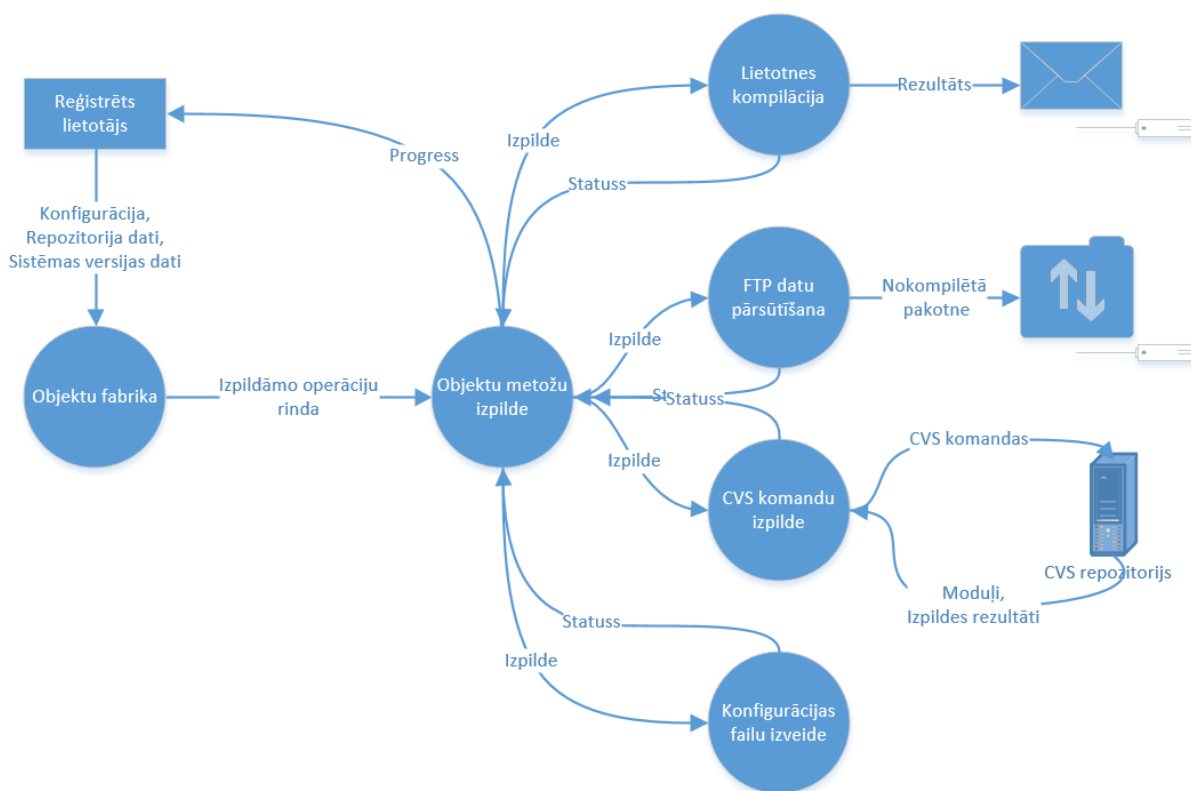 Lietotnes
kompilācija
Rezultāts
Reģistrēts
lietotājs
Izpilde
Progress
Statuss
Konfigurācija,
Repozitorija dati,
Sistēmas versijas dati
FTP datu
pārsūtīšana
Nokompilētā
pakotne
Izpilde
Objektu fabrika
Izpildāmo operāciju
rinda
Objektu metožu
izpilde
Statuss
Izpilde
CVS komandas
CVS komandu
izpilde
CVS repozitorijs
Moduļi,
Izpildes rezultāti
Statuss
Izpilde
Konfigurācijas
failu izveide